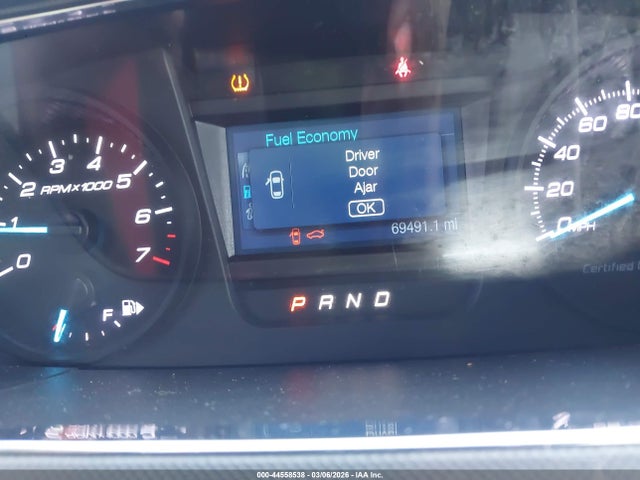 Fuel Economy
Driver
Door
Ajar
OK
69491.1 mi
P R N D
0 1 2 3 4 5 6 7
RPMX1000
F
0 20 40 60 80
MPH
Certified
000-44558538 | 03/06/2026 | IAA Inc.